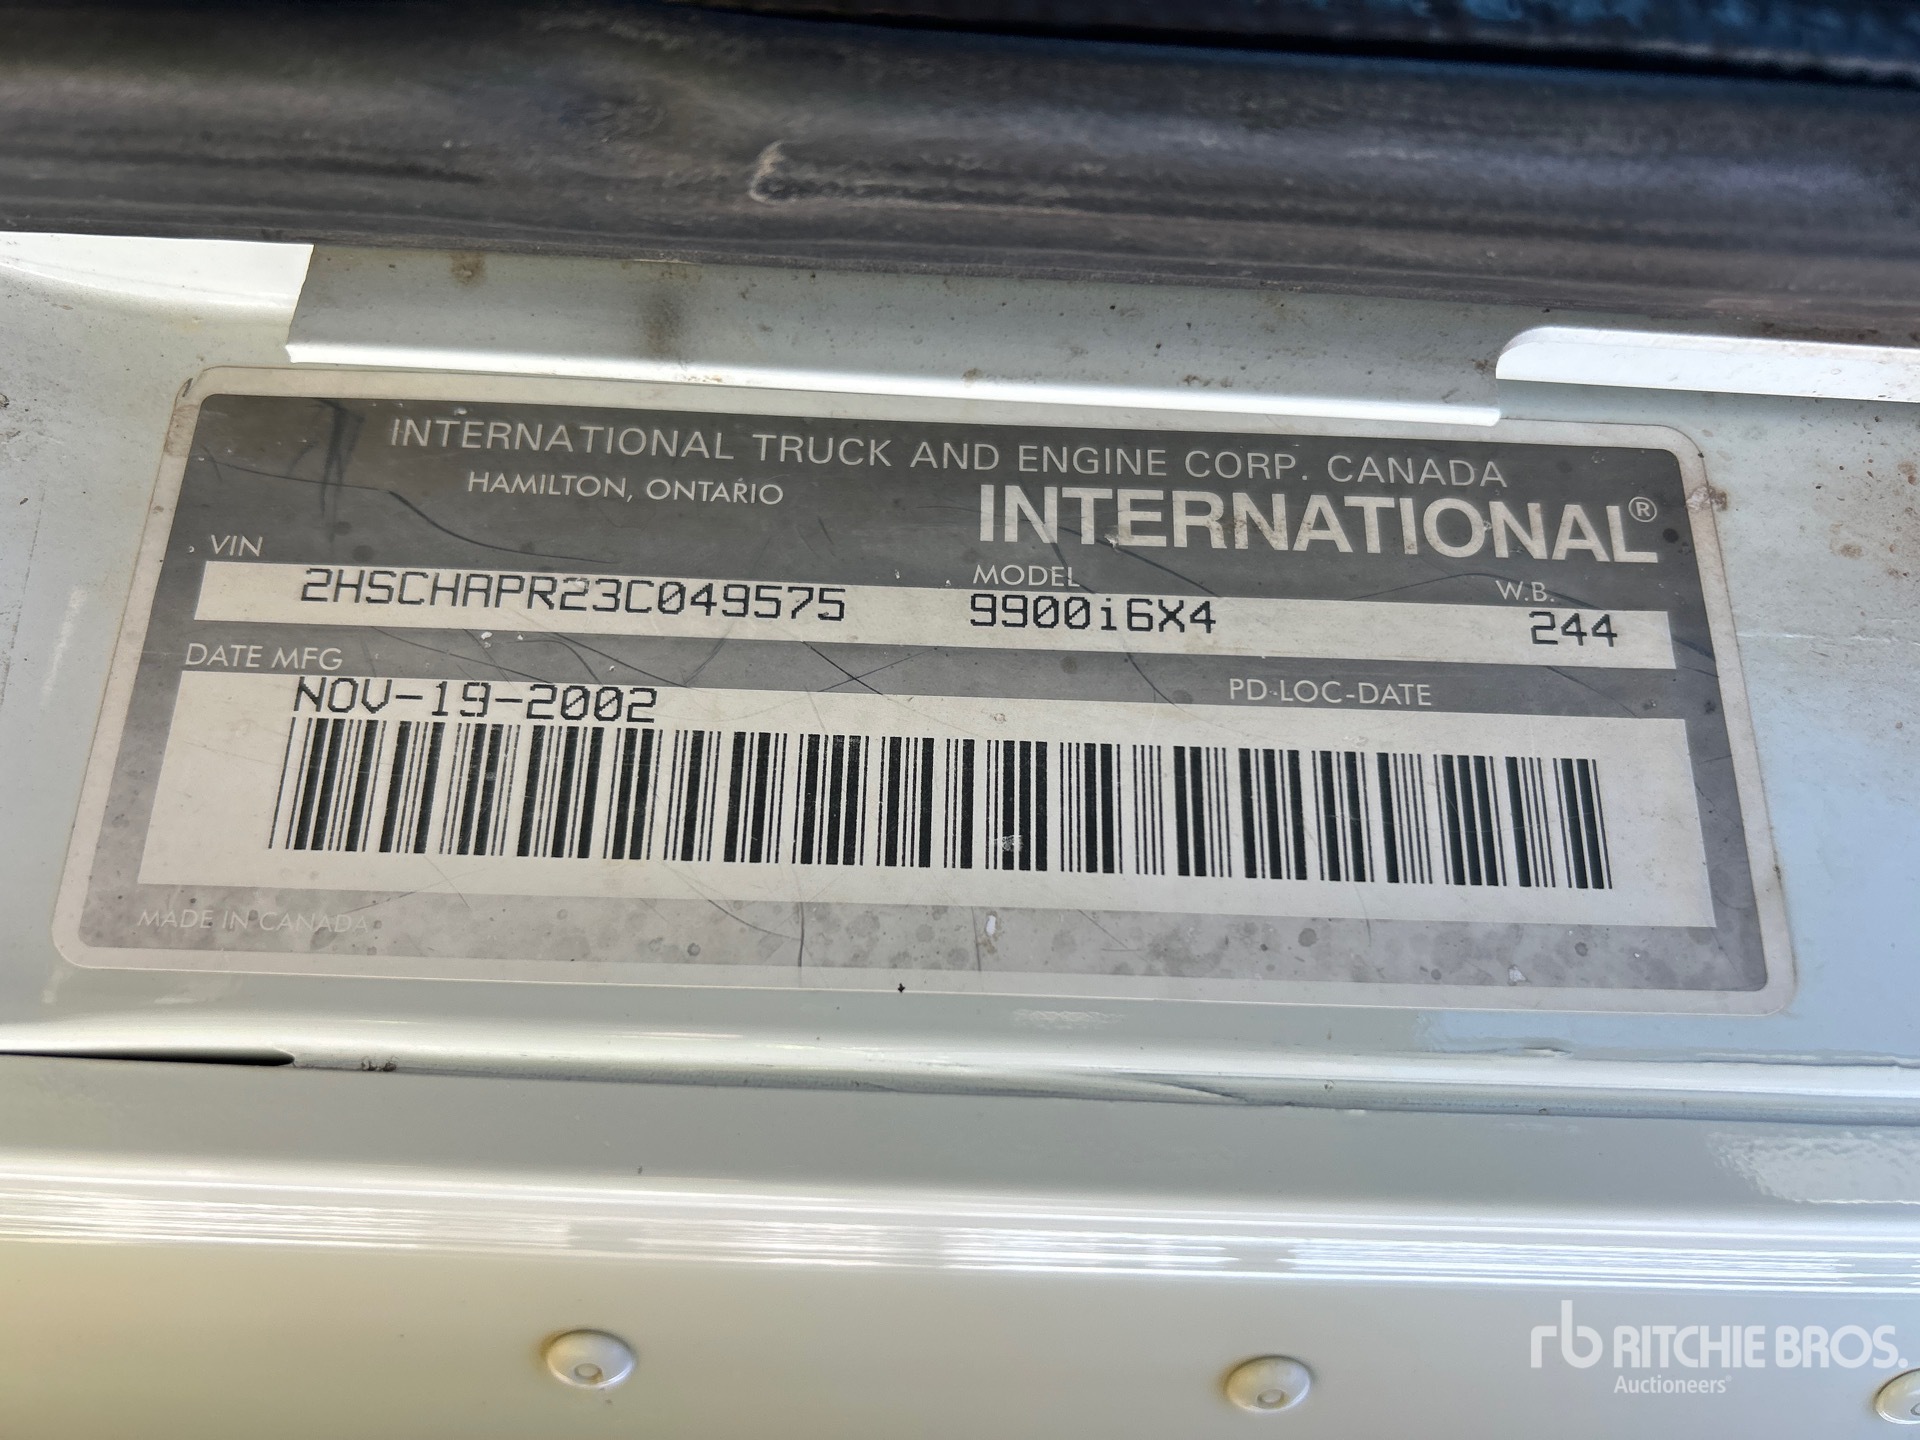 INTERNATIONAL TRUCK AND ENGINE CORP. CANADA
HAMILTON, ONTARIO
INTERNATIONAL®
VIN MODEL W.B.
2HSCHAPR23C049575 9900i6X4 244
DATE MFG PD-LOC-DATE
NOV-19-2002
MADE IN CANADA
rb RITCHIE BROS.
Auctioneers